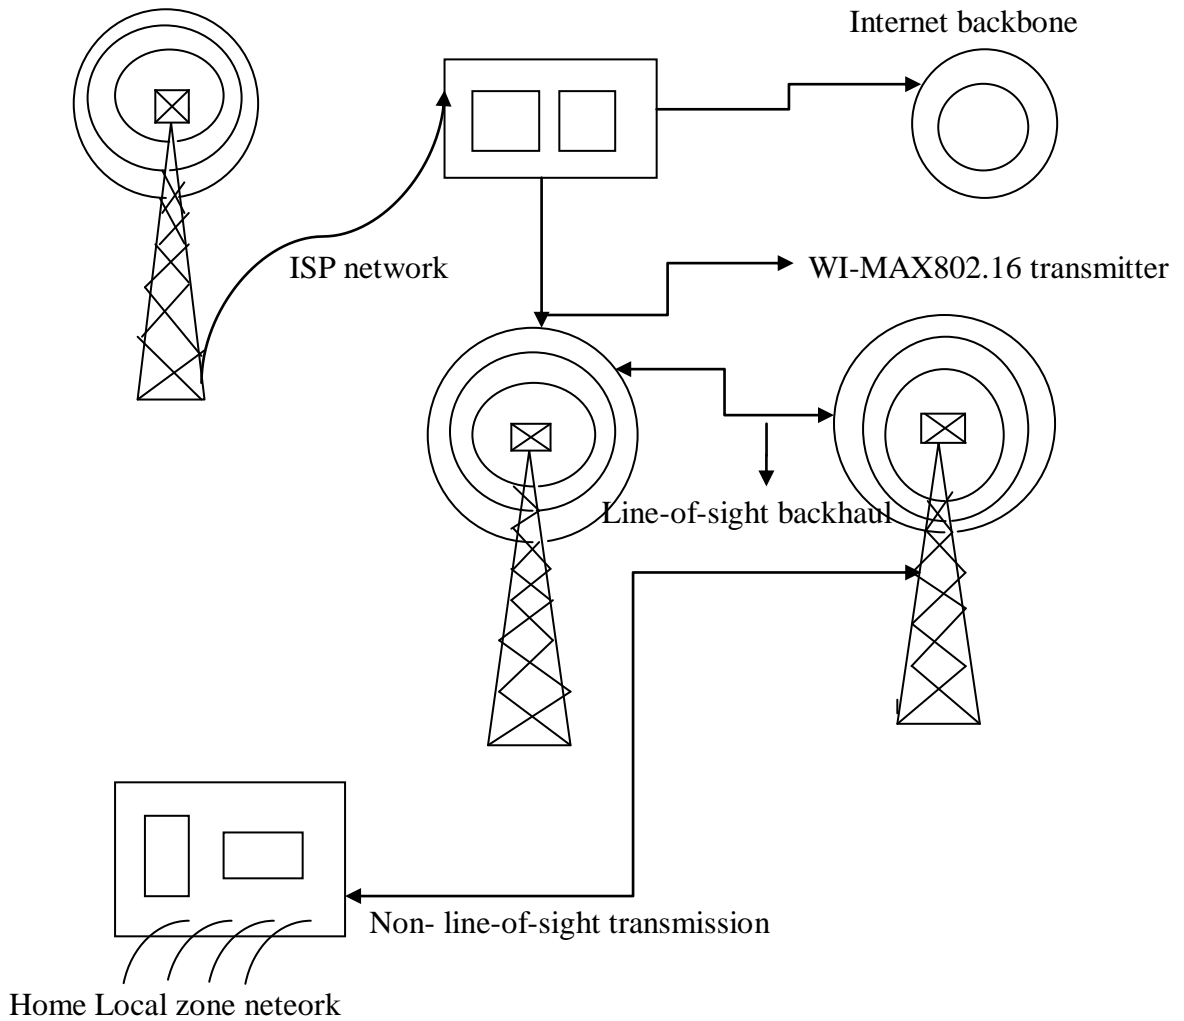 Internet backbone
ISP network
WI-MAX802.16 transmitter
Line-of-sight backhaul
Non- line-of-sight transmission
Home Local zone neteork